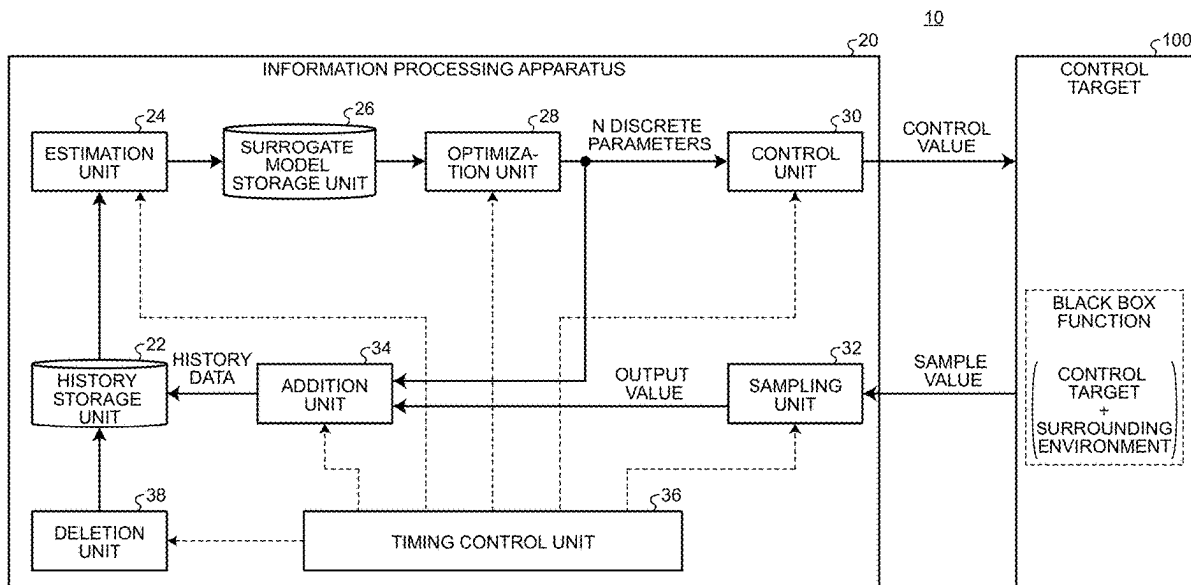 10
20
100
INFORMATION PROCESSING APPARATUS
CONTROL
TARGET
24
ESTIMATION
UNIT
26
SURROGATE
MODEL
STORAGE UNIT
28
OPTIMIZA-
TION UNIT
N DISCRETE
PARAMETERS
30
CONTROL
UNIT
CONTROL
VALUE
22
HISTORY
STORAGE
UNIT
HISTORY
DATA
34
ADDITION
UNIT
OUTPUT
VALUE
32
SAMPLING
UNIT
SAMPLE
VALUE
BLACK BOX
FUNCTION
CONTROL
TARGET
+
SURROUNDING
ENVIRONMENT
38
DELETION
UNIT
36
TIMING CONTROL UNIT